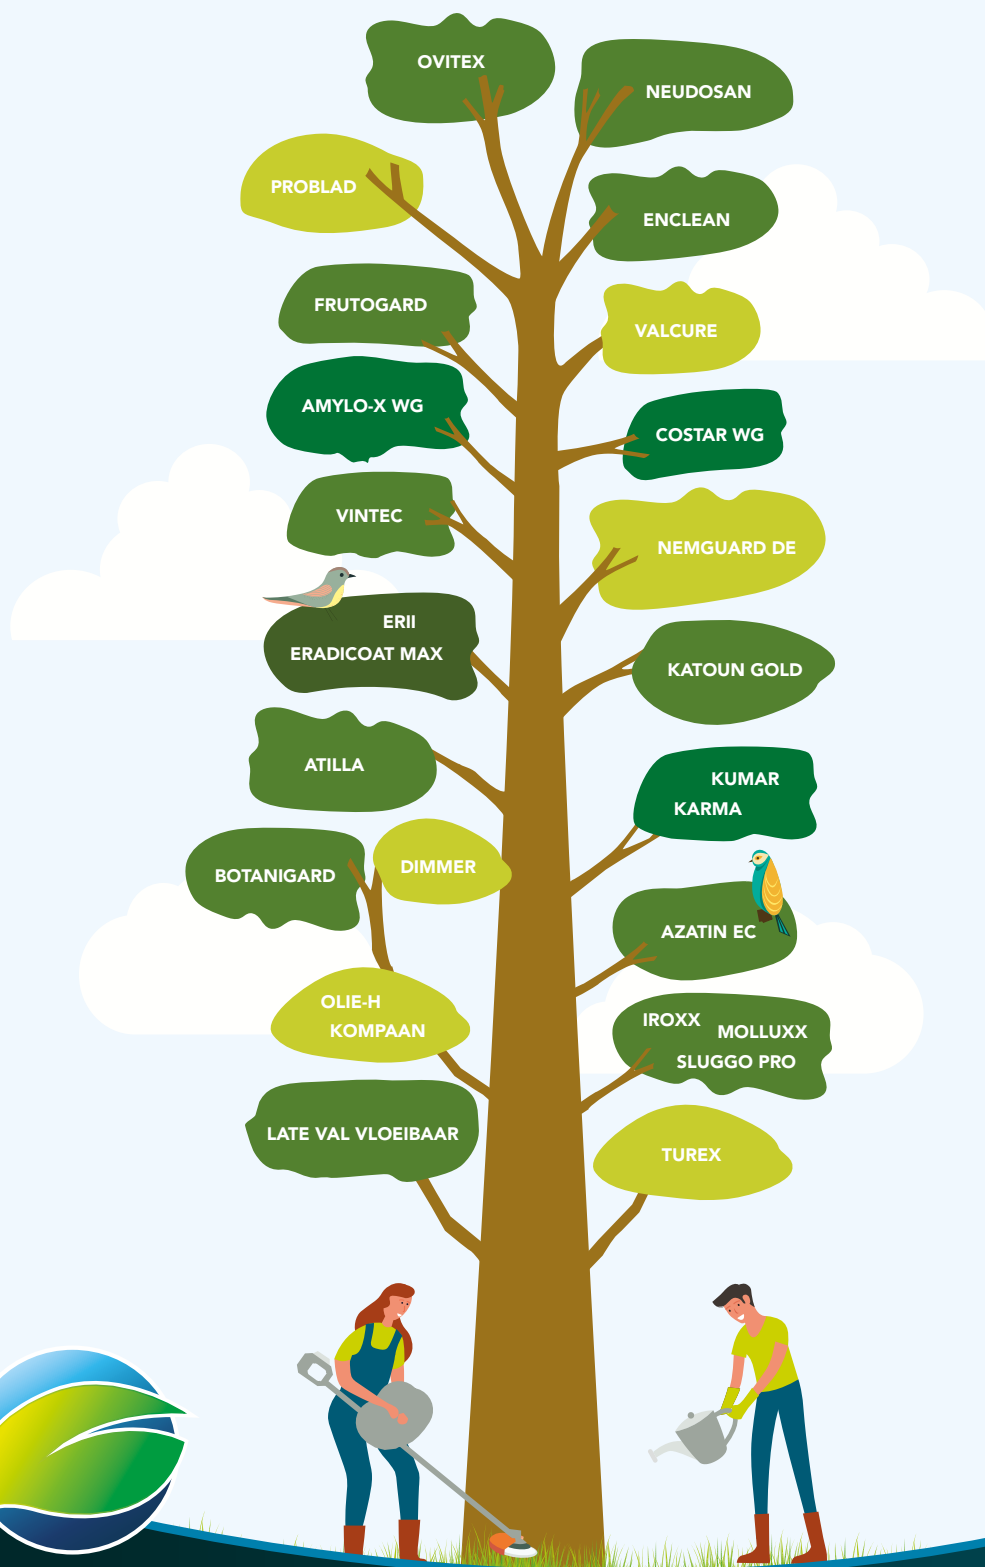 OVITEX
NEUDOSAN
PROBLAD
ENCLEAN
FRUTOGARD
VALCURE
AMYLO-X WG
COSTAR WG
VINTEC
NEMGUARD DE
ERII
ERADICOAT MAX
KATOUN GOLD
ATILLA
KUMAR
KARMA
BOTANIGARD
DIMMER
AZATIN EC
OLIE-H
KOMPAAN
IROXX
MOLLUXX
SLUGGO PRO
LATE VAL VLOEIBAAR
TUREX